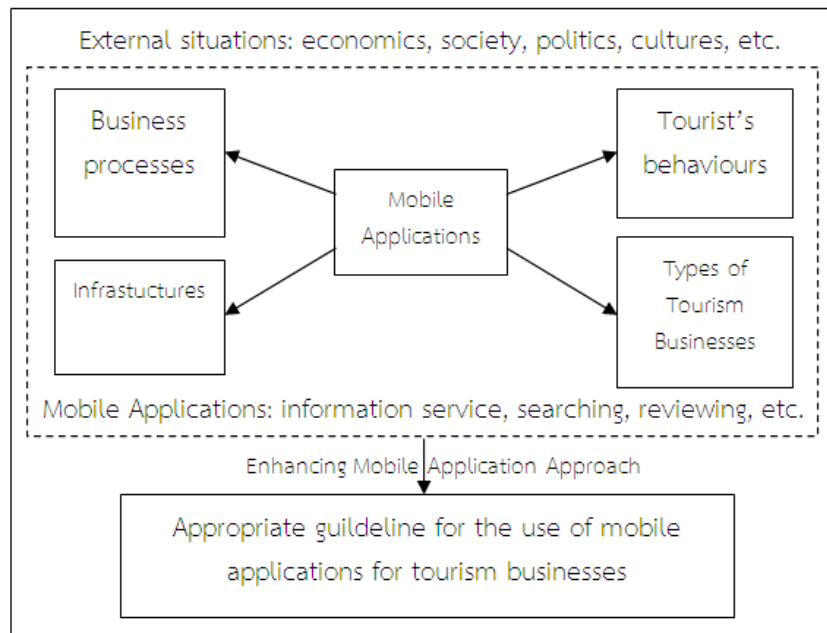 External situations: economics, society, politics, cultures, etc.
Business
processes
Tourist's
behaviours
Mobile
Applications
Infrastuctures
Types of
Tourism
Businesses
Mobile Applications: information service, searching, reviewing, etc.
Enhancing Mobile Application Approach
Appropriate guildeline for the use of mobile
applications for tourism businesses